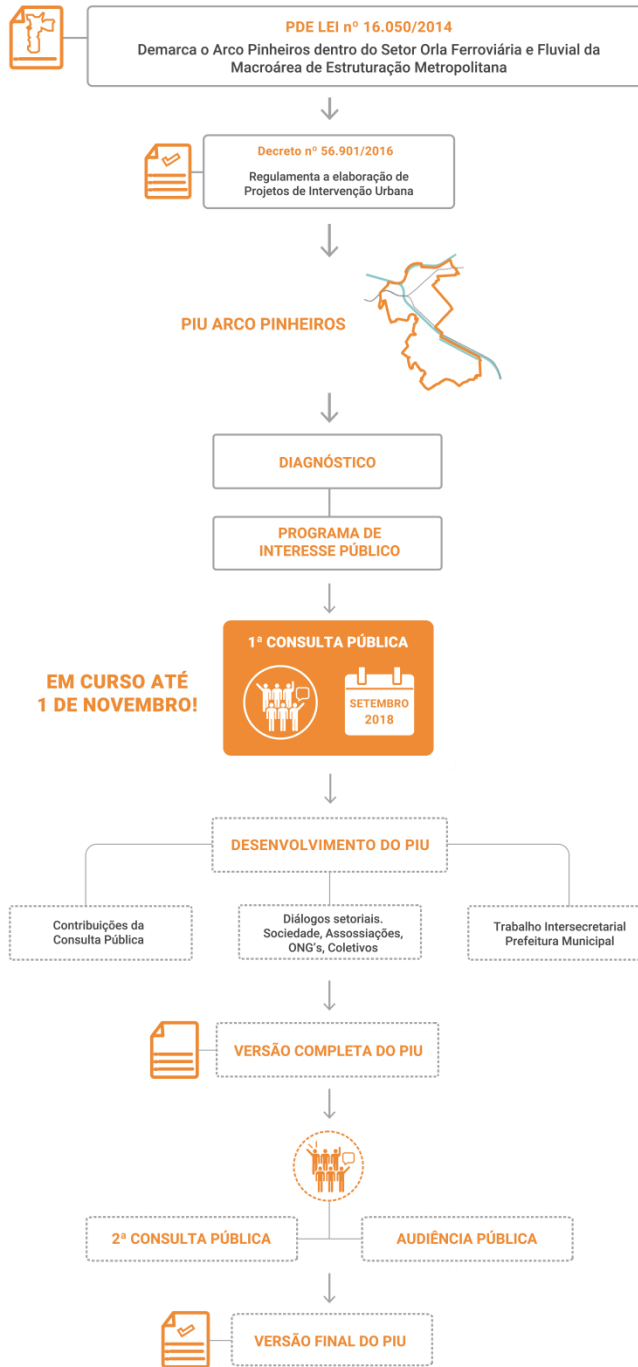 PDE LEI nº 16.050/2014
Demarca o Arco Pinheiros dentro do Setor Orla Ferroviária e Fluvial da
Macroárea de Estruturação Metropolitana
Decreto nº 56.901/2016
Regulamenta a elaboração de
Projetos de Intervenção Urbana
PIU ARCO PINHEIROS
DIAGNÓSTICO
PROGRAMA DE
INTERESSE PÚBLICO
1ª CONSULTA PÚBLICA
EM CURSO ATÉ
1 DE NOVEMBRO!
SETEMBRO
2018
DESENVOLVIMENTO DO PIU
Contribuições da
Consulta Pública
Diálogos setoriais.
Sociedade, Assossiações,
ONG's, Coletivos
Trabalho Intersecretarial
Prefeitura Municipal
VERSÃO COMPLETA DO PIU
2ª CONSULTA PÚBLICA
AUDIÊNCIA PÚBLICA
VERSÃO FINAL DO PIU